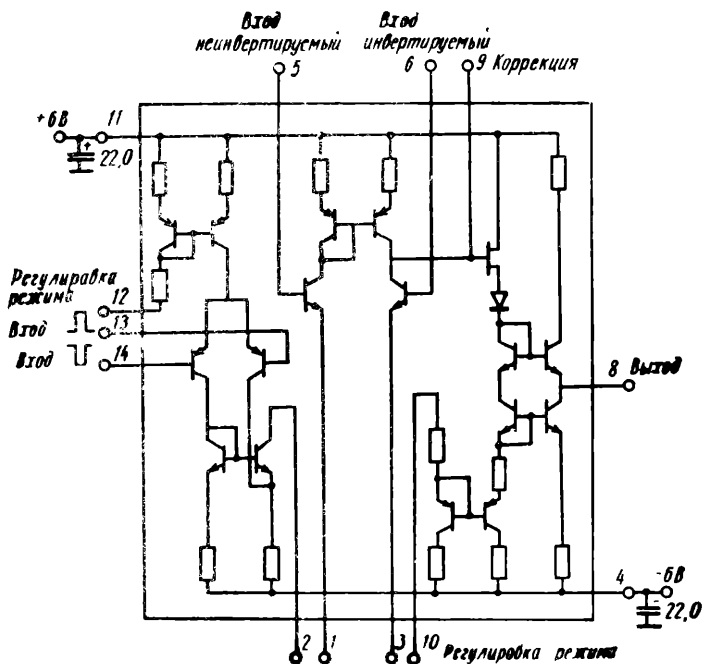 Вход
неинвертируемый
5
Вход
инвертируемый
6
9 Коррекция
+6В
11
22,0
Регулировка
режима
12
Вход
13
Вход
14
8 Выход
4
-6В
22,0
2
1
3
10
Регулировка режима